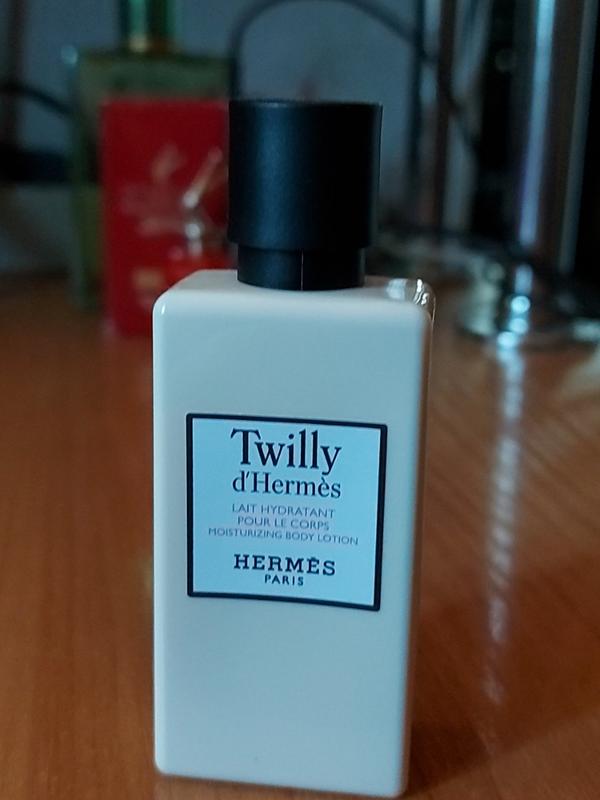 Twilly
d'Hermès
LAIT HYDRATANT
POUR LE CORPS
MOISTURIZING BODY LOTION
HERMÈS
PARIS